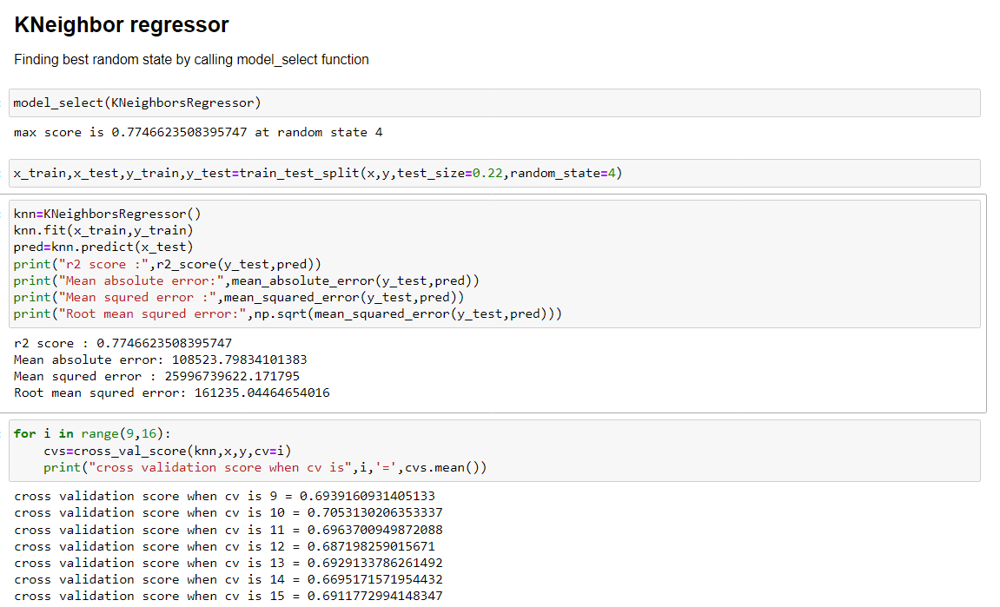 KNeighbor regressor
Finding best random state by calling model_select function
model_select(KNeighborsRegressor)
max score is 0.7746623508395747 at random state 4
x_train,x_test,y_train,y_test=train_test_split(x,y,test_size=0.22,random_state=4)
knn=KNeighborsRegressor()
knn.fit(x_train,y_train)
pred=knn.predict(x_test)
print("r2 score :",r2_score(y_test,pred))
print("Mean absolute error:",mean_absolute_error(y_test,pred))
print("Mean squred error :",mean_squared_error(y_test,pred))
print("Root mean squred error:",np.sqrt(mean_squared_error(y_test,pred)))
r2 score : 0.7746623508395747
Mean absolute error: 108523.79834101383
Mean squred error : 25996739622.171795
Root mean squred error: 161235.04464654016
for i in range(9,16):
    cvs=cross_val_score(knn,x,y,cv=i)
    print("cross validation score when cv is",i,'=',cvs.mean())
cross validation score when cv is 9 = 0.6939160931405133
cross validation score when cv is 10 = 0.7053130206353337
cross validation score when cv is 11 = 0.6963700949872088
cross validation score when cv is 12 = 0.687198259015671
cross validation score when cv is 13 = 0.6929133786261492
cross validation score when cv is 14 = 0.6695171571954432
cross validation score when cv is 15 = 0.6911772994148347